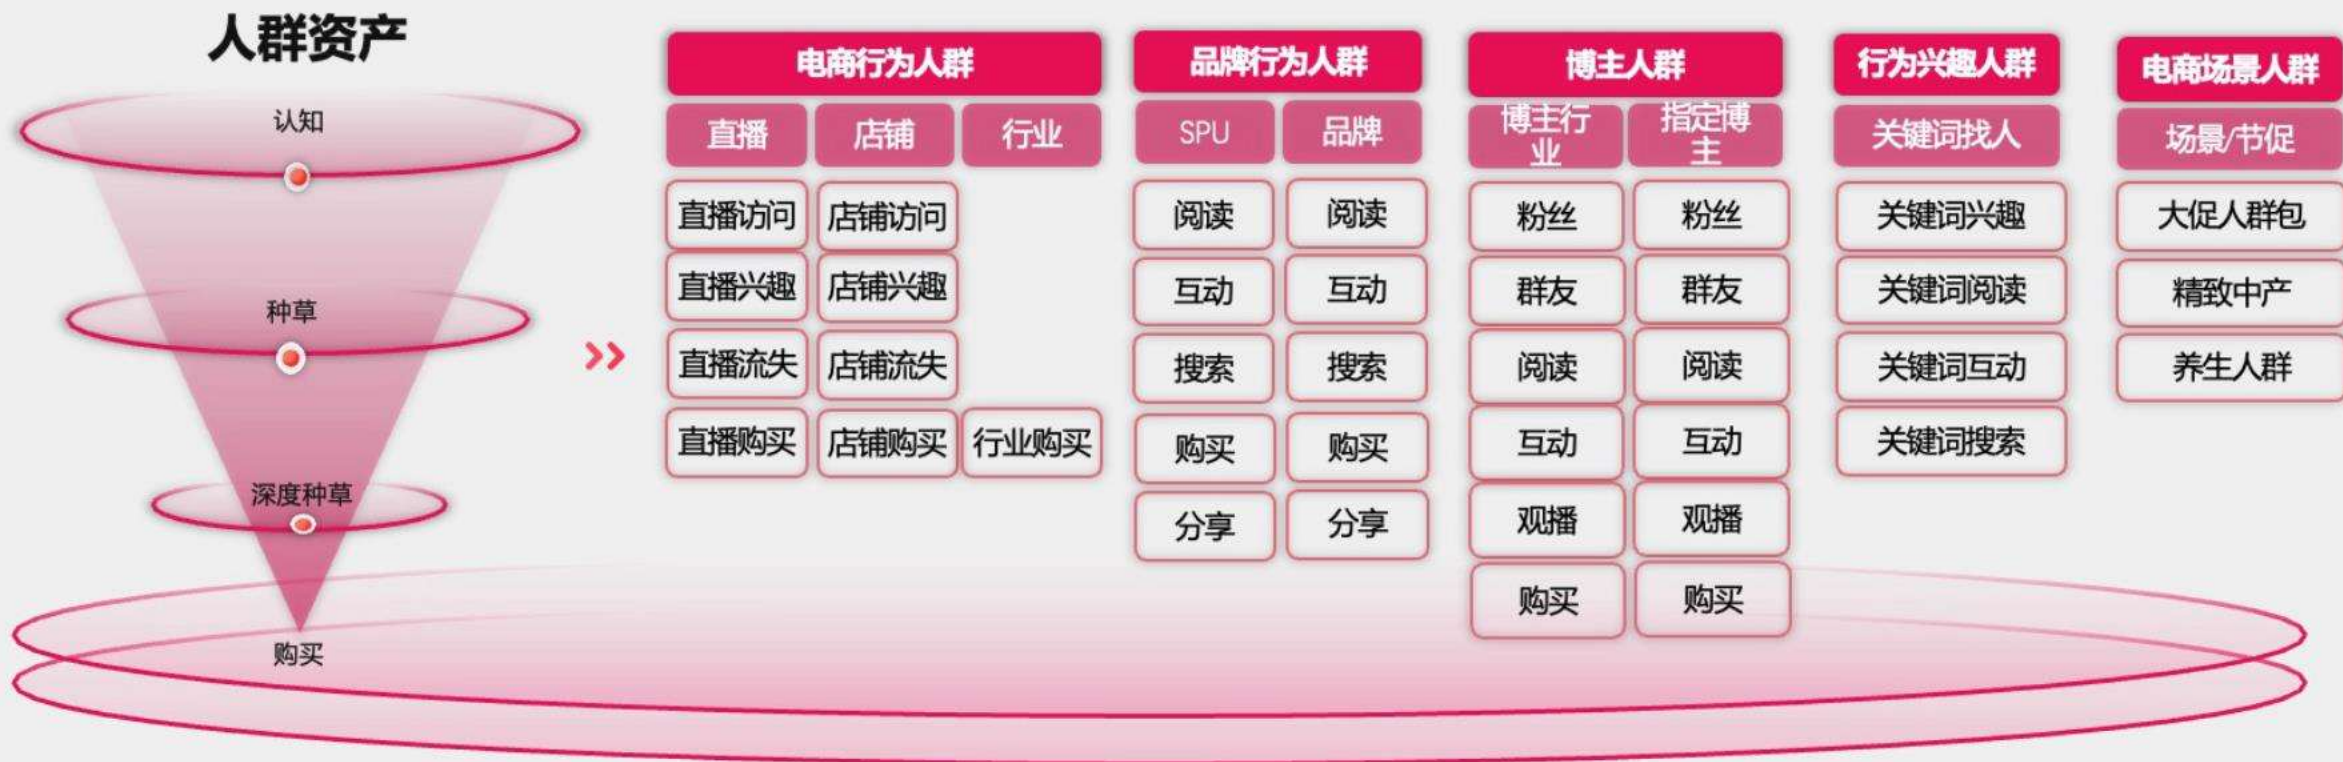 人群资产
认知
种草
深度种草
购买
电商行为人群
直播
店铺
行业
直播访问
店铺访问
直播兴趣
店铺兴趣
直播流失
店铺流失
直播购买
店铺购买
行业购买
品牌行为人群
SPU
品牌
阅读
阅读
互动
互动
搜索
搜索
购买
购买
分享
分享
博主人群
博主行
业
指定博
主
粉丝
粉丝
群友
群友
阅读
阅读
互动
互动
观播
观播
购买
购买
行为兴趣人群
关键词找人
关键词兴趣
关键词阅读
关键词互动
关键词搜索
电商场景人群
场景/节促
大促人群包
精致中产
养生人群